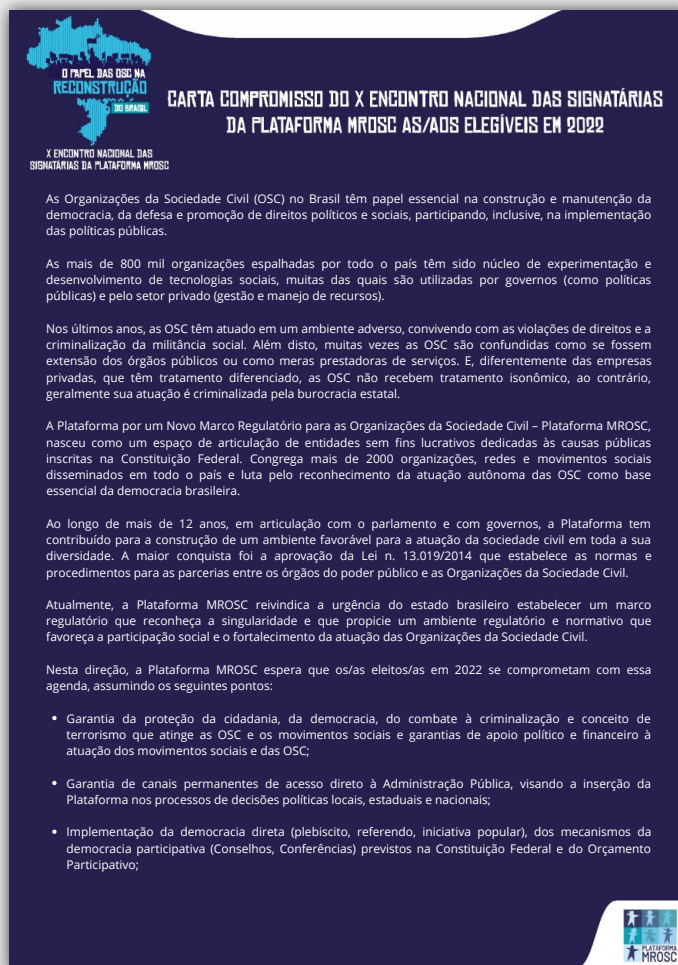 O PAPEL DAS OSC NA
RECONSTRUÇÃO
DO BRASIL
X ENCONTRO NACIONAL DAS
SIGNATÁRIAS DA PLATAFORMA MROSC
CARTA COMPROMISSO DO X ENCONTRO NACIONAL DAS SIGNATÁRIAS
DA PLATAFORMA MROSC AS/AOS ELEGÍVEIS EM 2022
As Organizações da Sociedade Civil (OSC) no Brasil têm papel essencial na construção e manutenção da
democracia, da defesa e promoção de direitos políticos e sociais, participando, inclusive, na implementação
das políticas públicas.
As mais de 800 mil organizações espalhadas por todo o país têm sido núcleo de experimentação e
desenvolvimento de tecnologias sociais, muitas das quais são utilizadas por governos (como políticas
públicas) e pelo setor privado (gestão e manejo de recursos).
Nos últimos anos, as OSC têm atuado em um ambiente adverso, convivendo com as violações de direitos e a
criminalização da militância social. Além disto, muitas vezes as OSC são confundidas como se fossem
extensão dos órgãos públicos ou como meras prestadoras de serviços. E, diferentemente das empresas
privadas, que têm tratamento diferenciado, as OSC não recebem tratamento isonômico, ao contrário,
geralmente sua atuação é criminalizada pela burocracia estatal.
A Plataforma por um Novo Marco Regulatório para as Organizações da Sociedade Civil – Plataforma MROSC,
nasceu como um espaço de articulação de entidades sem fins lucrativos dedicadas às causas públicas
inscritas na Constituição Federal. Congrega mais de 2000 organizações, redes e movimentos sociais
disseminados em todo o país e luta pelo reconhecimento da atuação autônoma das OSC como base
essencial da democracia brasileira.
Ao longo de mais de 12 anos, em articulação com o parlamento e com governos, a Plataforma tem
contribuído para a construção de um ambiente favorável para a atuação da sociedade civil em toda a sua
diversidade. A maior conquista foi a aprovação da Lei n. 13.019/2014 que estabelece as normas e
procedimentos para as parcerias entre os órgãos do poder público e as Organizações da Sociedade Civil.
Atualmente, a Plataforma MROSC reivindica a urgência do estado brasileiro estabelecer um marco
regulatório que reconheça a singularidade e que propicie um ambiente regulatório e normativo que
favoreça a participação social e o fortalecimento da atuação das Organizações da Sociedade Civil.
Nesta direção, a Plataforma MROSC espera que os/as eleitos/as em 2022 se comprometam com essa
agenda, assumindo os seguintes pontos:
• Garantia da proteção da cidadania, da democracia, do combate à criminalização e conceito de
terrorismo que atinge as OSC e os movimentos sociais e garantias de apoio político e financeiro à
atuação dos movimentos sociais e das OSC;
• Garantia de canais permanentes de acesso direto à Administração Pública, visando a inserção da
Plataforma nos processos de decisões políticas locais, estaduais e nacionais;
• Implementação da democracia direta (plebiscito, referendo, iniciativa popular), dos mecanismos da
democracia participativa (Conselhos, Conferências) previstos na Constituição Federal e do Orçamento
Participativo;
PLATAFORMA
MROSC